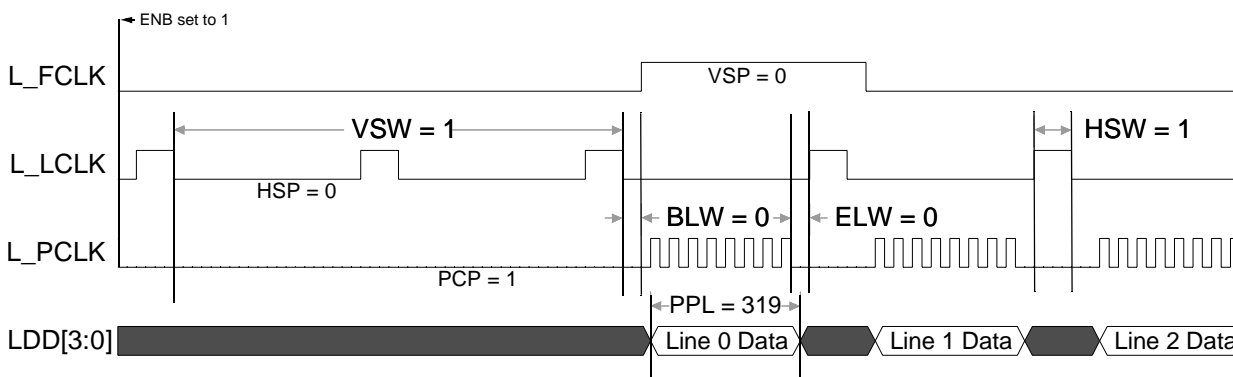 ENB set to 1
L_FCLK
VSP = 0
VSW = 1
HSW = 1
L_LCLK
HSP = 0
BLW = 0
ELW = 0
L_PCLK
PCP = 1
PPL = 319
LDD[3:0]
Line 0 Data
Line 1 Data
Line 2 Data